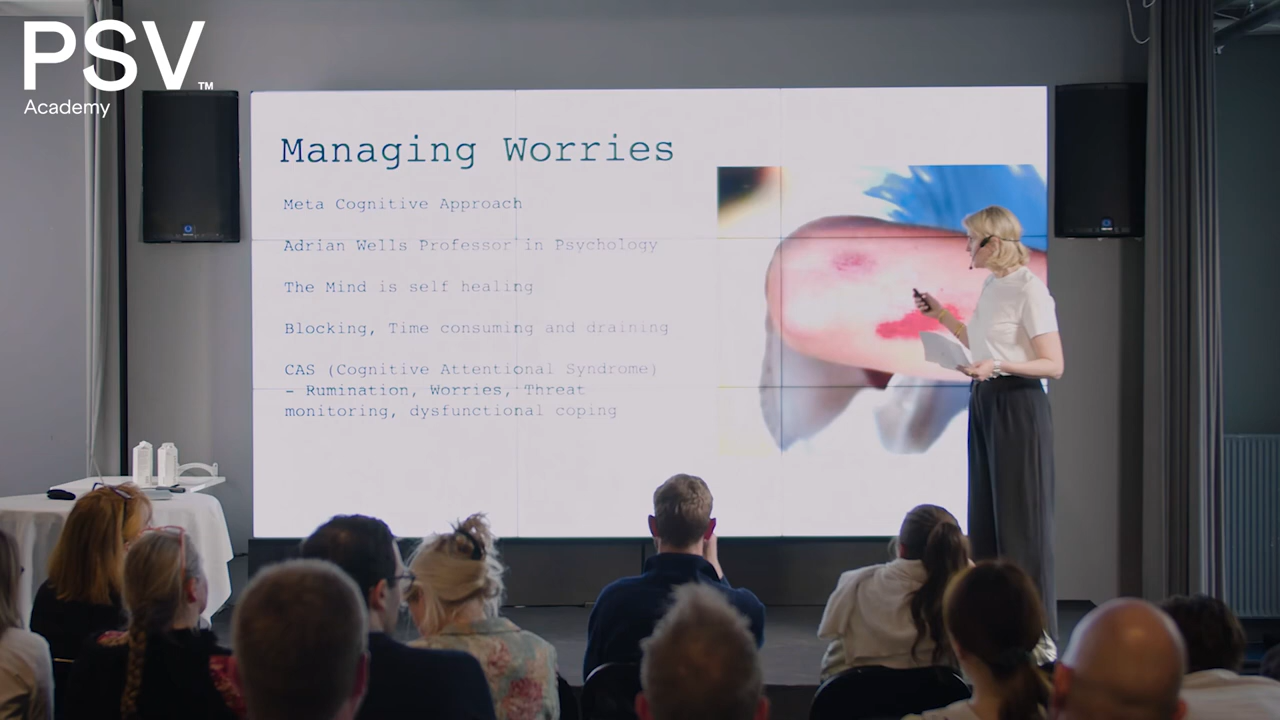 PSV™
Academy
Managing Worries
Meta Cognitive Approach
Adrian Wells Professor in Psychology
The Mind is self healing
Blocking, Time consuming and draining
CAS (Cognitive Attentional Syndrome)
- Rumination, Worries, Threat
monitoring, dysfunctional coping